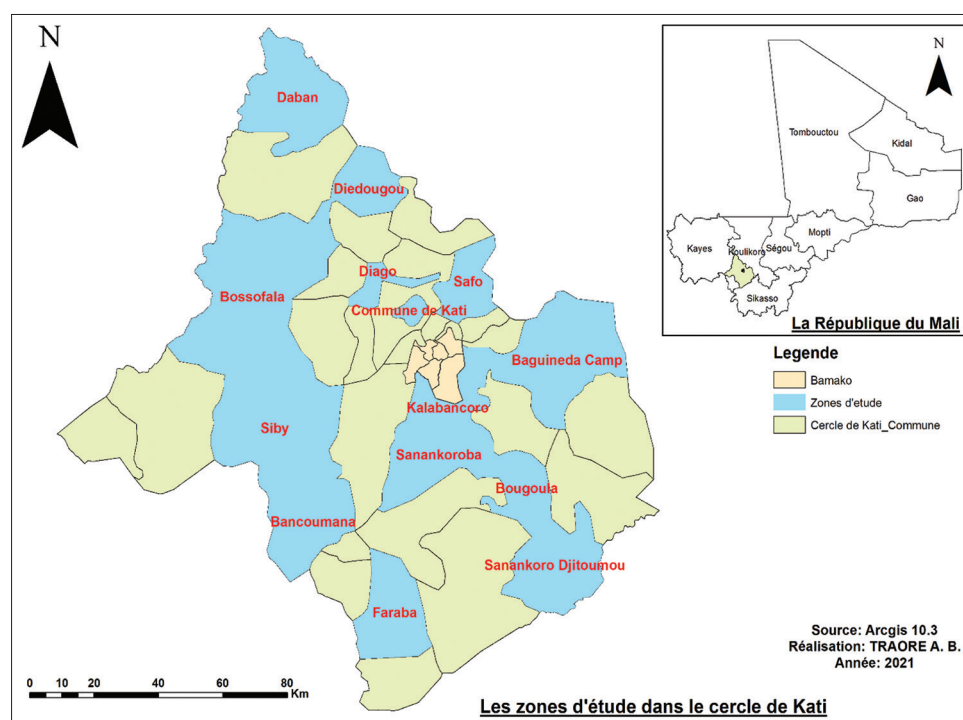 N
Daban
Diedougou
Diago
Safo
Bossofala
Commune de Kati
Baguineda Camp
Kalabancoro
Siby
Sanankoroba
Bougoula
Bancoumana
Sanankoro Djitoumou
Faraba
0 10 20 40 60 80
Km
N
Tombouctou
Kidal
Gao
Mopti
Ségou
Kayes
Koulikoro
Sikasso
La République du Mali
Legende
Bamako
Zones d'etude
Cercle de Kati_Commune
Source: Arcgis 10.3
Réalisation: TRAORE A. B.
Année: 2021
Les zones d'étude dans le cercle de Kati